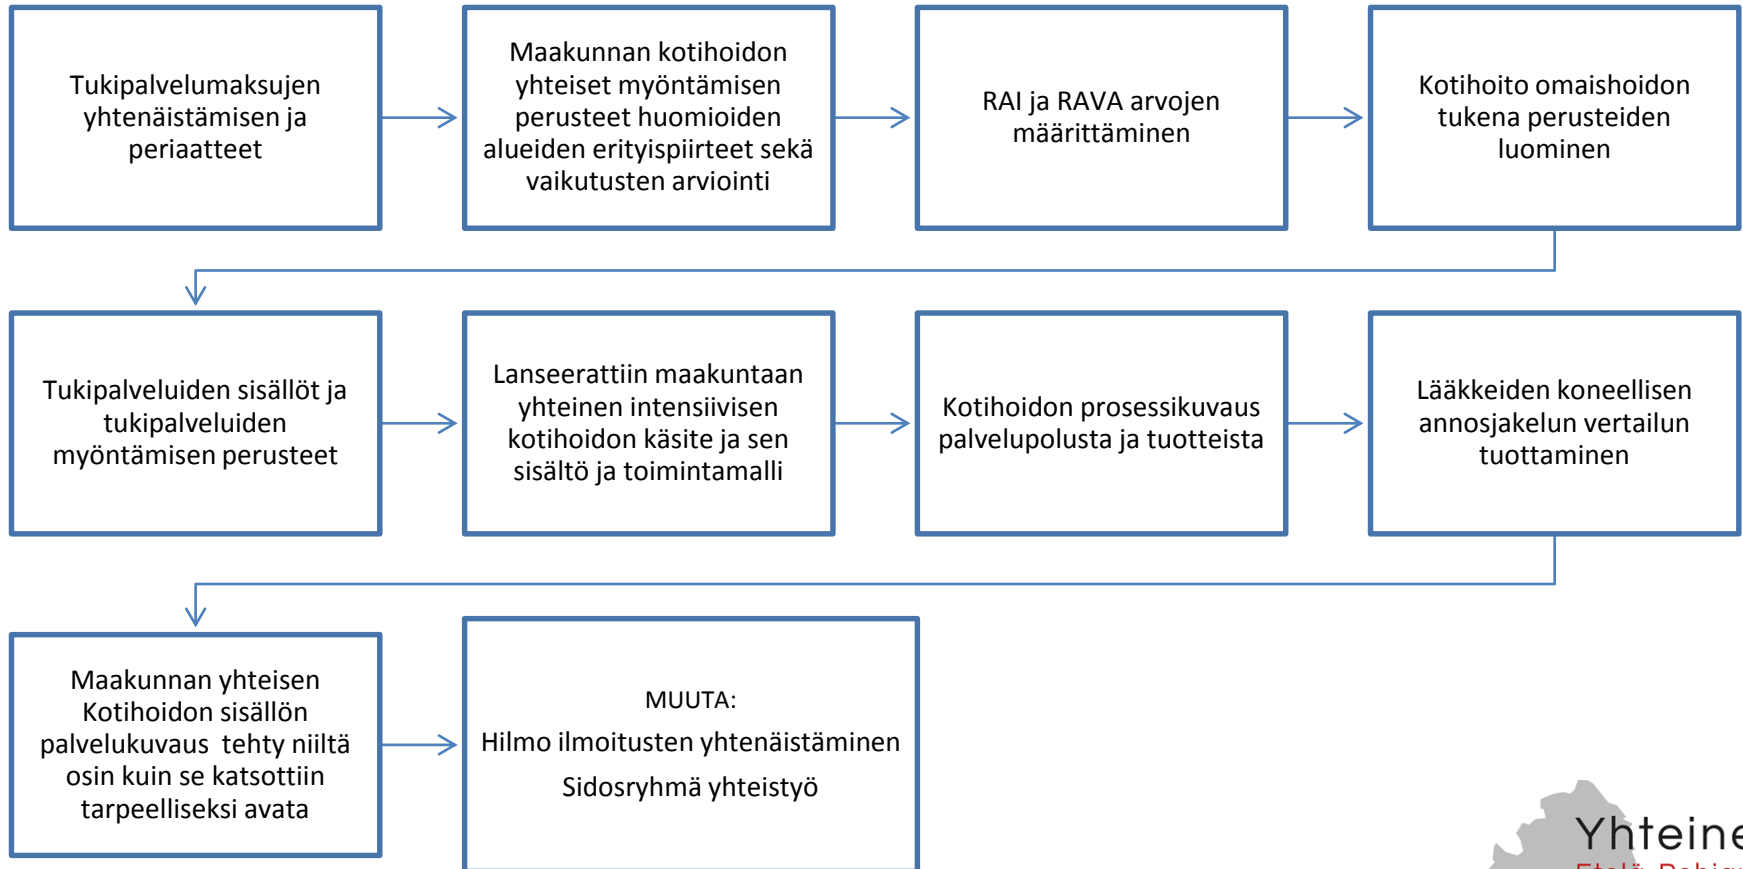 Tukipalvelumaksujen
yhtenäistämisen ja
periaatteet
Maakunnan kotihoidon
yhteiset myöntämisen
perusteet huomioiden
alueiden erityispiirteet sekä
vaikutusten arviointi
RAI ja RAVA arvojen
määrittäminen
Kotihoito omaishoidon
tukena perusteiden
luominen
Tukipalveluiden sisällöt ja
tukipalveluiden
myöntämisen perusteet
Lanseerattiin maakuntaan
yhteinen intensiivisen
kotihoidon käsite ja sen
sisältö ja toimintamalli
Kotihoidon prosessikuvaus
palvelupolusta ja tuotteista
Lääkkeiden koneellisen
annosjakelun vertailun
tuottaminen
Maakunnan yhteisen
Kotihoidon sisällön
palvelukuvaus tehty niiltä
osin kuin se katsottiin
tarpeelliseksi avata
MUUTA:
Hilmo ilmoitusten yhtenäistäminen
Sidosryhmä yhteistyö
Yhteine